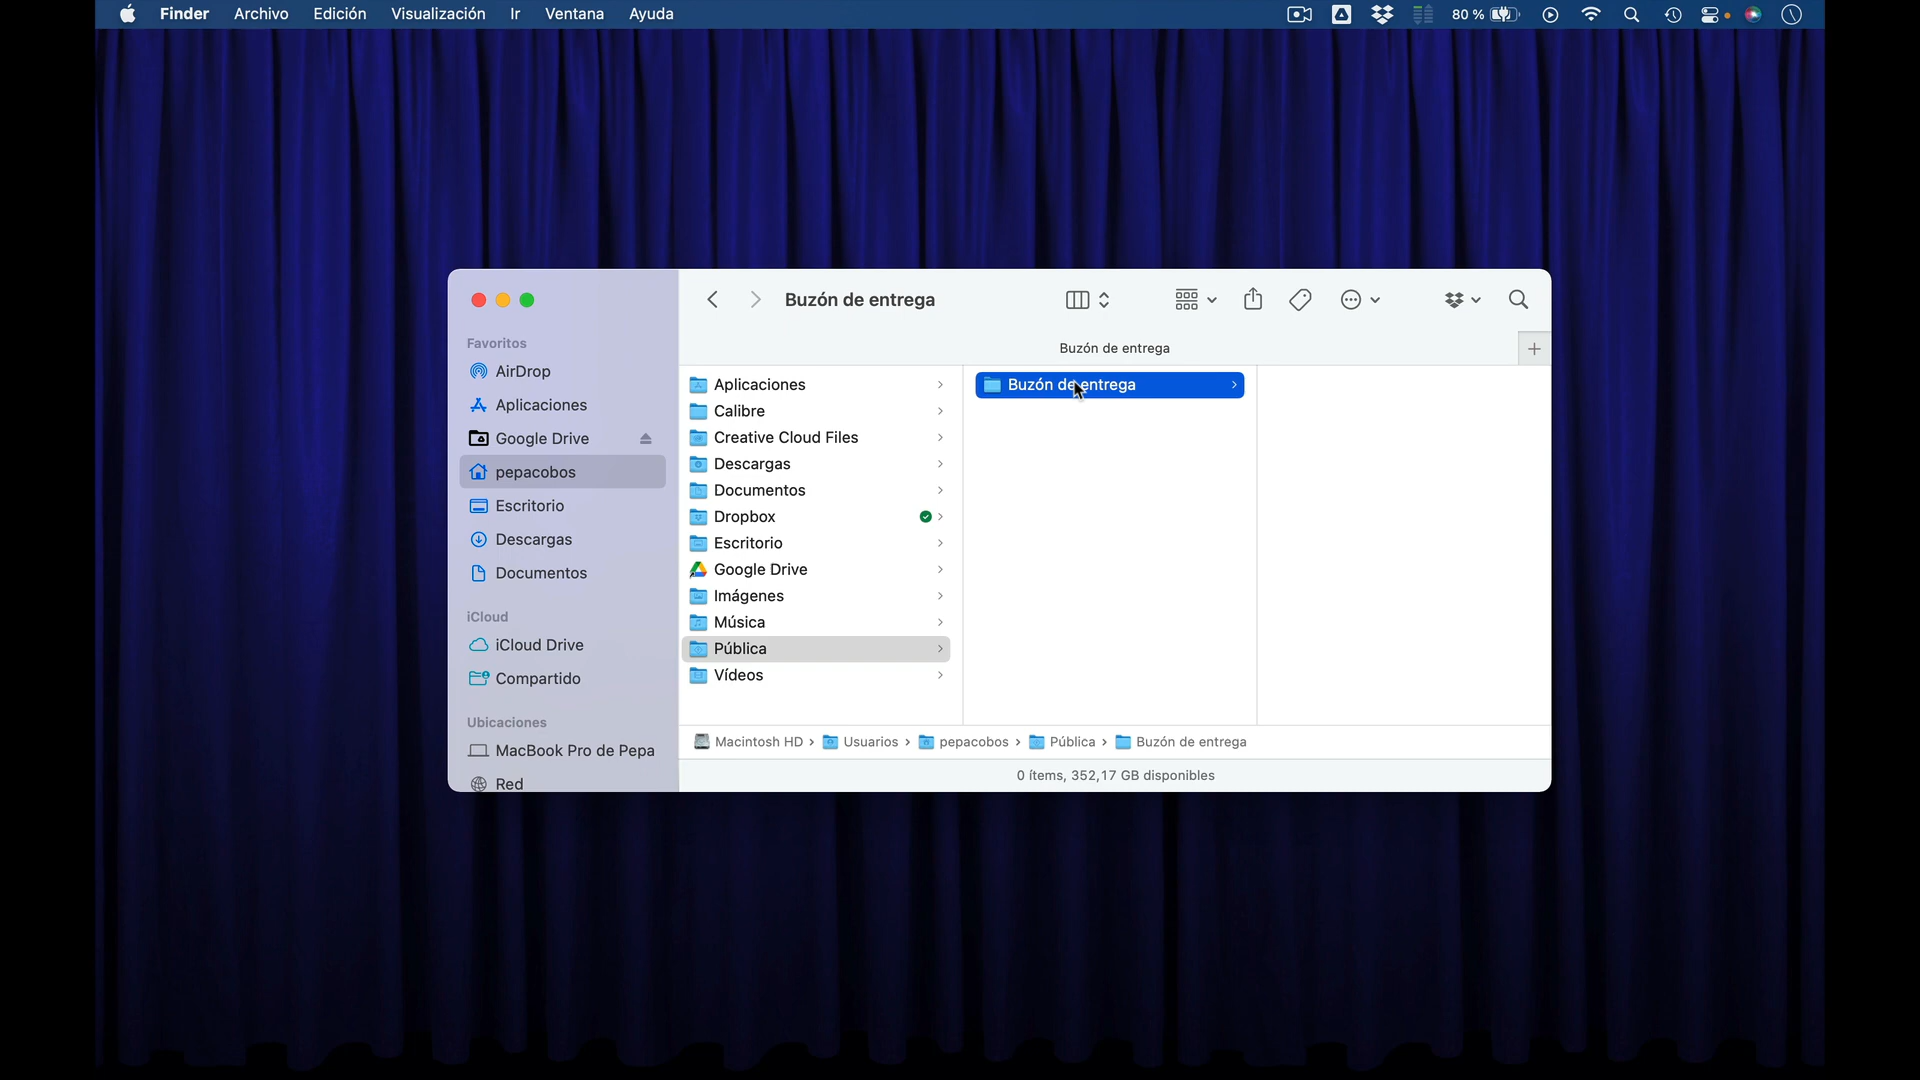 Finder Archivo Edición Visualización Ir Ventana Ayuda 80 %
Buzón de entrega
Buzón de entrega
Favoritos
AirDrop
Aplicaciones
Google Drive
pepacobos
Escritorio
Descargas
Documentos
iCloud
iCloud Drive
Compartido
Ubicaciones
MacBook Pro de Pepa
Red
Aplicaciones
Calibre
Creative Cloud Files
Descargas
Documentos
Dropbox
Escritorio
Google Drive
Imágenes
Música
Pública
Vídeos
Buzón de entrega
Macintosh HD › Usuarios › pepacobos › Pública › Buzón de entrega
0 ítems, 352,17 GB disponibles